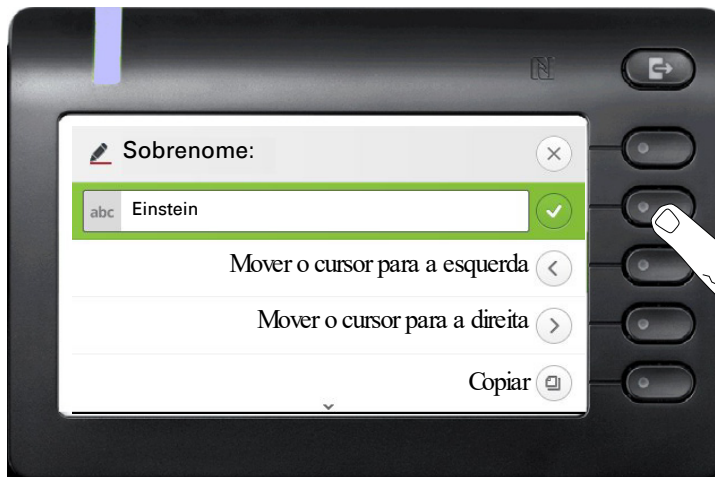 Sobrenome:
abc Einstein
Mover o cursor para a esquerda
Mover o cursor para a direita
Copiar